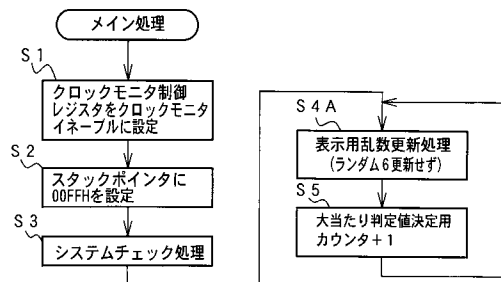 メイン処理
S1
クロックモニタ制御
レジスタをクロックモニタ
イネーブルに設定
S2
スタックポインタに
00FFHを設定
S3
システムチェック処理
S4A
表示用乱数更新処理
(ランダム6更新せず)
S5
大当たり判定値決定用
カウンタ+1